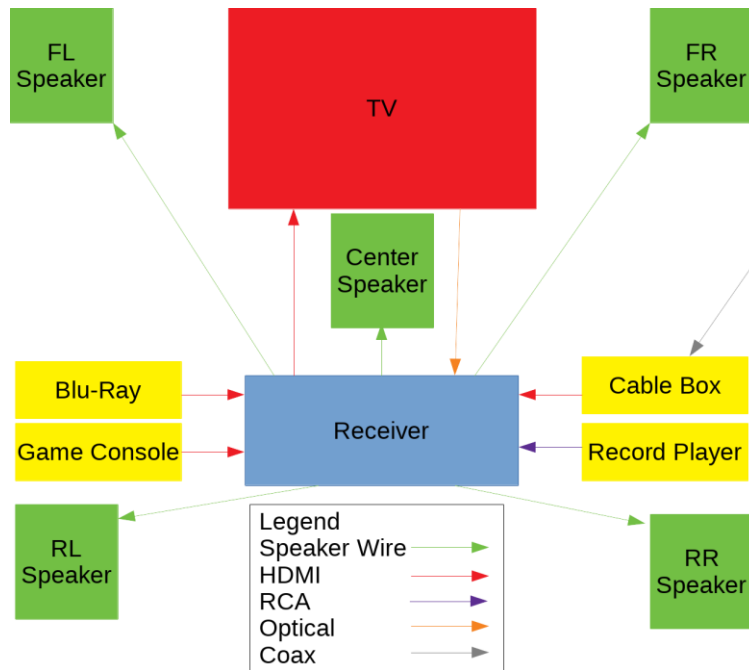 FL
Speaker
TV
FR
Speaker
Center
Speaker
Blu-Ray
Cable Box
Game Console
Receiver
Record Player
RL
Speaker
RR
Speaker
Legend
Speaker Wire
HDMI
RCA
Optical
Coax